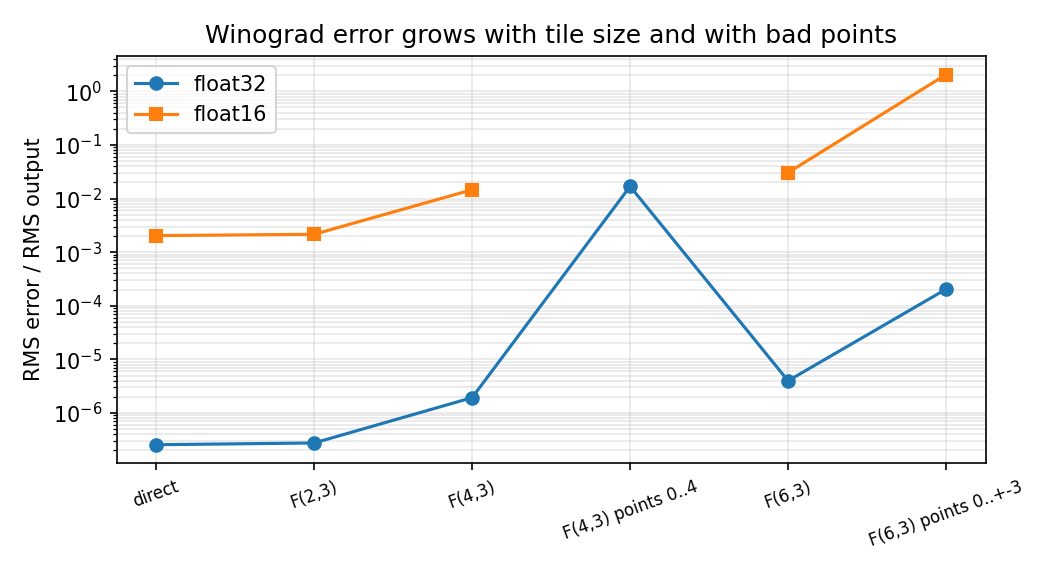 Winograd error grows with tile size and with bad points
float32
float16
RMS error / RMS output
10⁰
10⁻¹
10⁻²
10⁻³
10⁻⁴
10⁻⁵
10⁻⁶
direct
F(2,3)
F(4,3)
F(4,3) points 0..4
F(6,3)
F(6,3) points 0..+-3